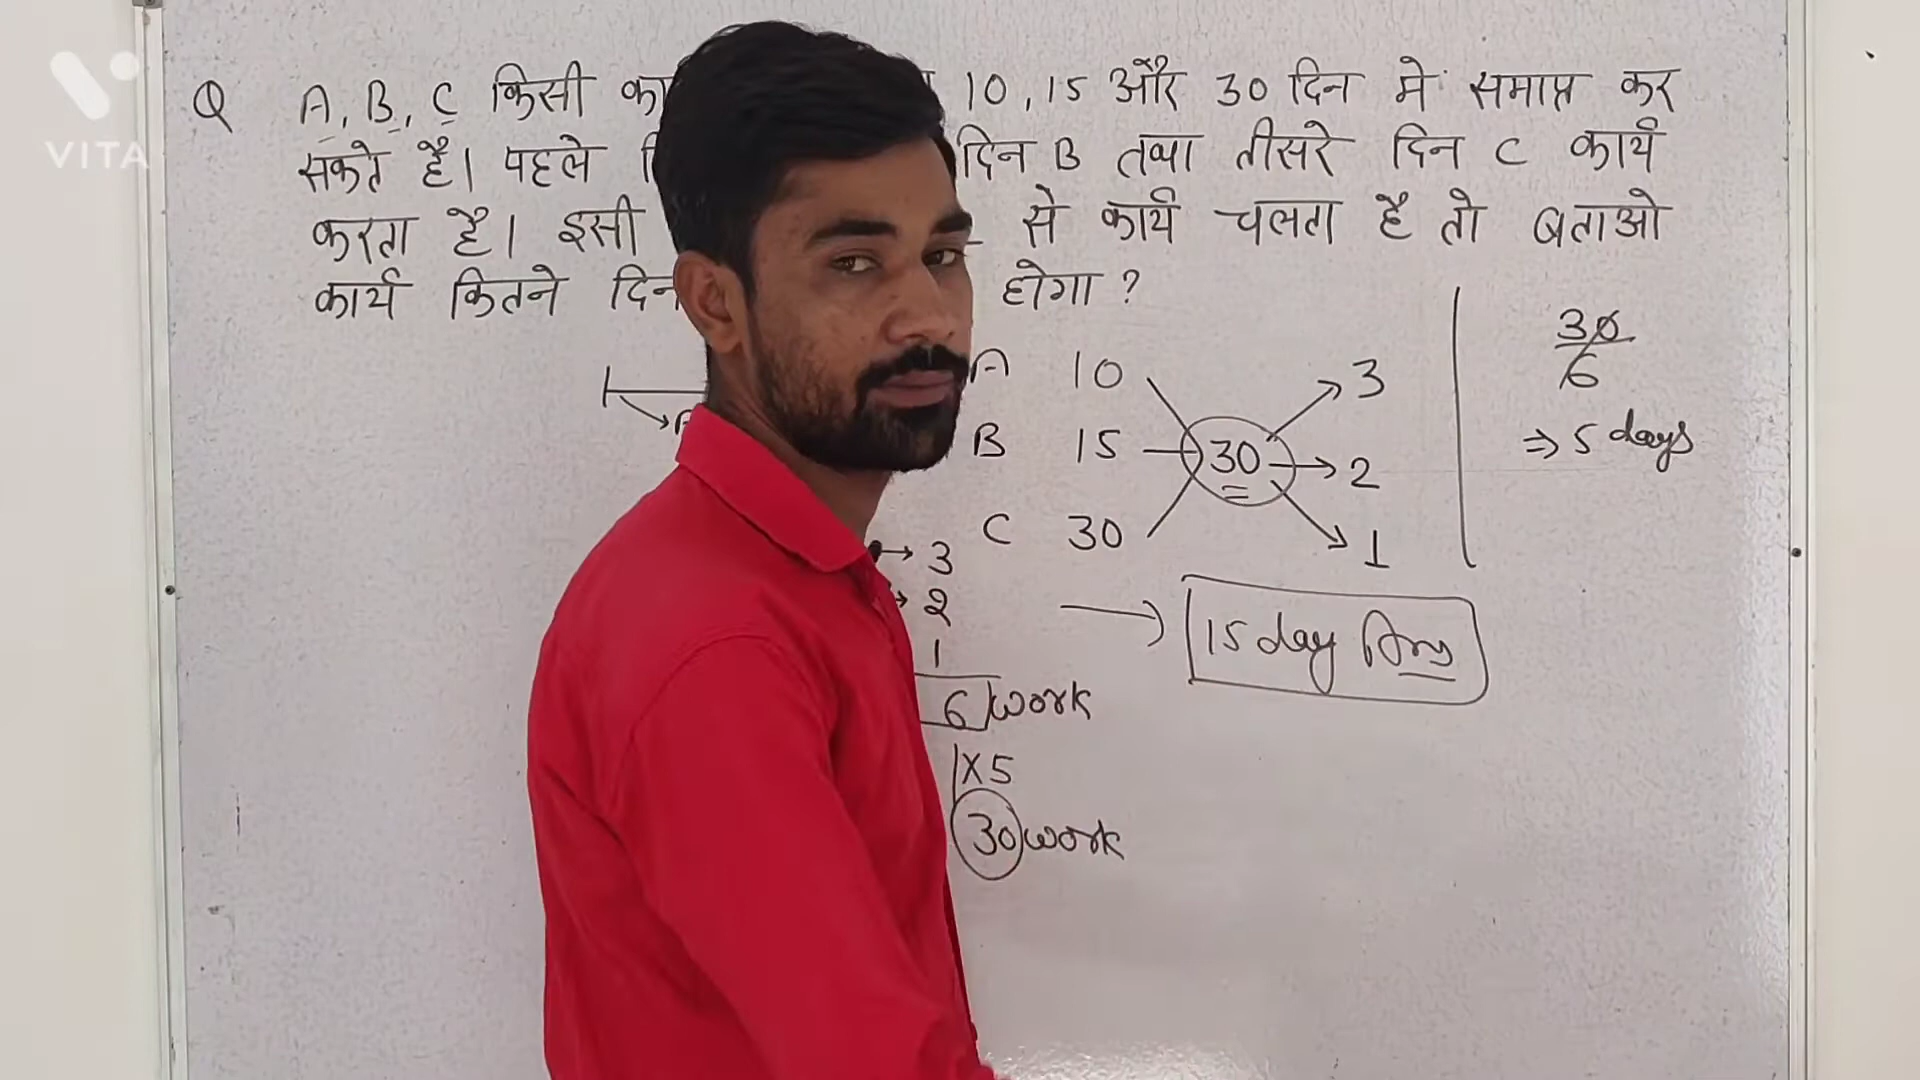 VITA
Q A, B, C किसी 10, 15 और 30 दिन मे समाप्त कर
सकते है। पहले दिन B तथा तीसरे दिन C कार्य
करता है। इसी से कार्य चलता है तो बताओ
कार्य कितने दिन होगा ?
A 10 3
B 15 30 2
C 30 1
30
6
⇒ 5 days
→ 3
→ 2
1
6 work
X5
30 work
→ 15 day Ans